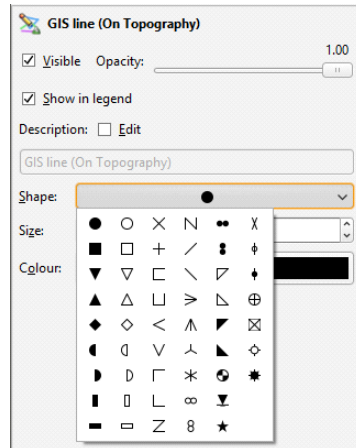 GIS line (On Topography)
Visible Opacity: 1.00
Show in legend
Description: Edit
GIS line (On Topography)
Shape:
Size:
Colour: